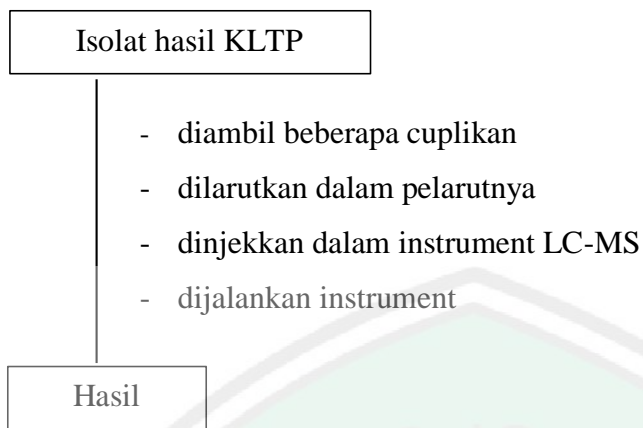 Isolat hasil KLTP
- diambil beberapa cuplikan
- dilarutkan dalam pelarutnya
- dinjekkan dalam instrument LC-MS
- dijalankan instrument
Hasil